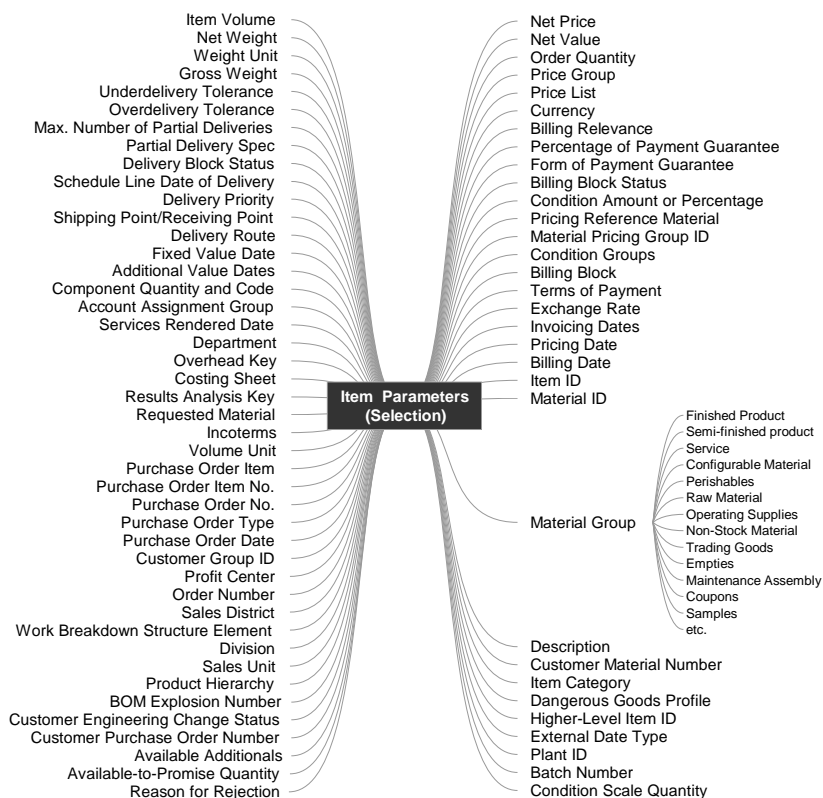 Item Volume
Net Weight
Weight Unit
Gross Weight
Underdelivery Tolerance
Overdelivery Tolerance
Max. Number of Partial Deliveries
Partial Delivery Spec
Delivery Block Status
Schedule Line Date of Delivery
Delivery Priority
Shipping Point/Receiving Point
Delivery Route
Fixed Value Date
Additional Value Dates
Component Quantity and Code
Account Assignment Group
Services Rendered Date
Department
Overhead Key
Costing Sheet
Results Analysis Key
Requested Material
Incoterms
Volume Unit
Purchase Order Item
Purchase Order Item No.
Purchase Order No.
Purchase Order Type
Purchase Order Date
Customer Group ID
Profit Center
Order Number
Sales District
Work Breakdown Structure Element
Division
Sales Unit
Product Hierarchy
BOM Explosion Number
Customer Engineering Change Status
Customer Purchase Order Number
Available Additionals
Available-to-Promise Quantity
Reason for Rejection
Item Parameters
(Selection)
Net Price
Net Value
Order Quantity
Price Group
Price List
Currency
Billing Relevance
Percentage of Payment Guarantee
Form of Payment Guarantee
Billing Block Status
Condition Amount or Percentage
Pricing Reference Material
Material Pricing Group ID
Condition Groups
Billing Block
Terms of Payment
Exchange Rate
Invoicing Dates
Pricing Date
Billing Date
Item ID
Material ID
Material Group
Finished Product
Semi-finished product
Service
Configurable Material
Perishables
Raw Material
Operating Supplies
Non-Stock Material
Trading Goods
Empties
Maintenance Assembly
Coupons
Samples
etc.
Description
Customer Material Number
Item Category
Dangerous Goods Profile
Higher-Level Item ID
External Date Type
Plant ID
Batch Number
Condition Scale Quantity